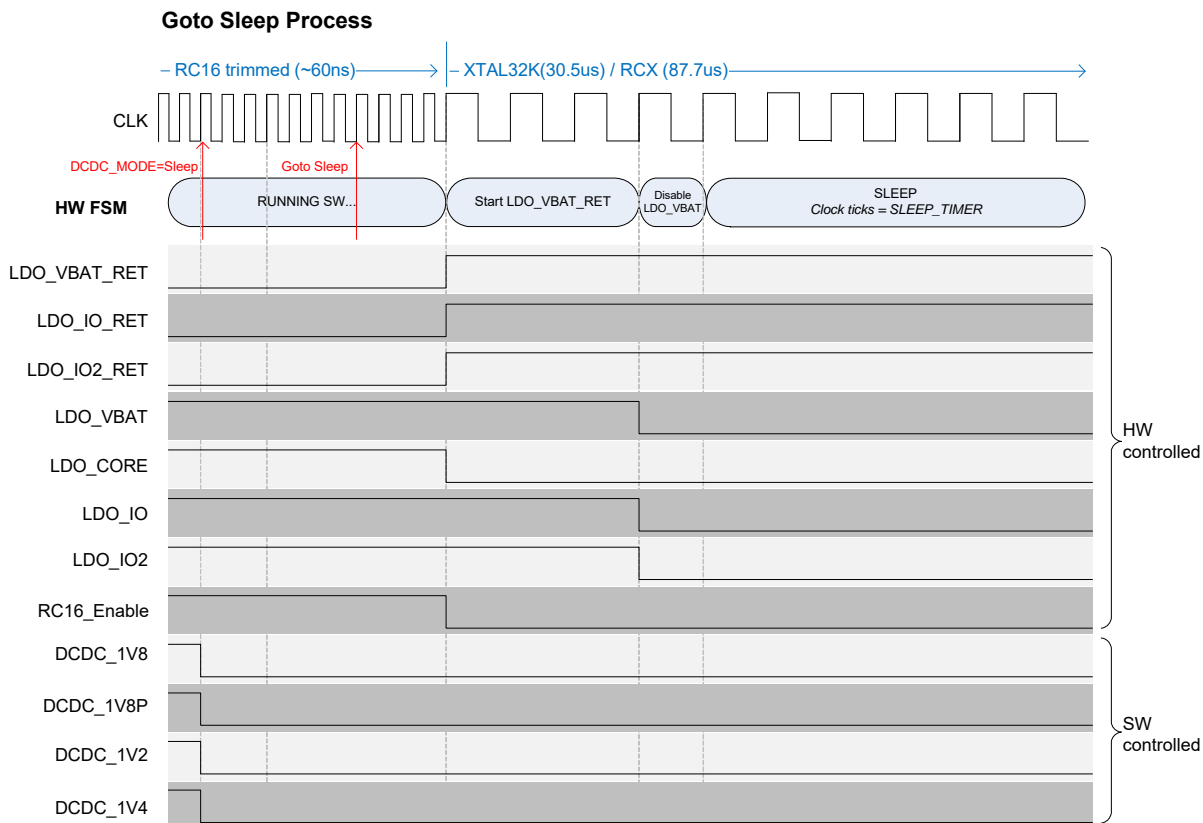 Goto Sleep Process
RC16 trimmed (~60ns)
XTAL32K(30.5us) / RCX (87.7us)
CLK
DCDC_MODE=Sleep
Goto Sleep
HW FSM
RUNNING SW...
Start LDO_VBAT_RET
Disable
LDO_VBAT
SLEEP
Clock ticks = SLEEP_TIMER
LDO_VBAT_RET
LDO_IO_RET
LDO_IO2_RET
LDO_VBAT
LDO_CORE
LDO_IO
LDO_IO2
RC16_Enable
HW
controlled
DCDC_1V8
DCDC_1V8P
DCDC_1V2
DCDC_1V4
SW
controlled